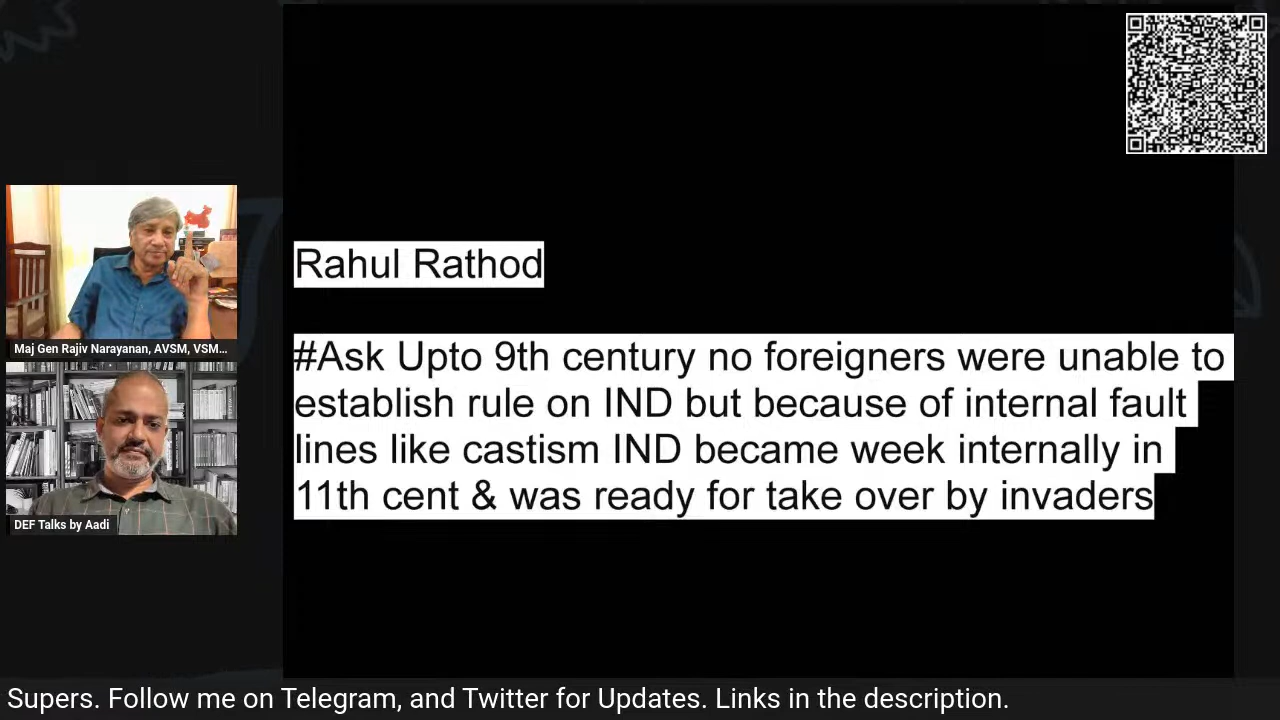 Rahul Rathod
#Ask Upto 9th century no foreigners were unable to
establish rule on IND but because of internal fault
lines like castism IND became week internally in
11th cent & was ready for take over by invaders
Maj Gen Rajiv Narayanan, AVSM, VSM...
DEF Talks by Aadi
Supers. Follow me on Telegram, and Twitter for Updates. Links in the description.